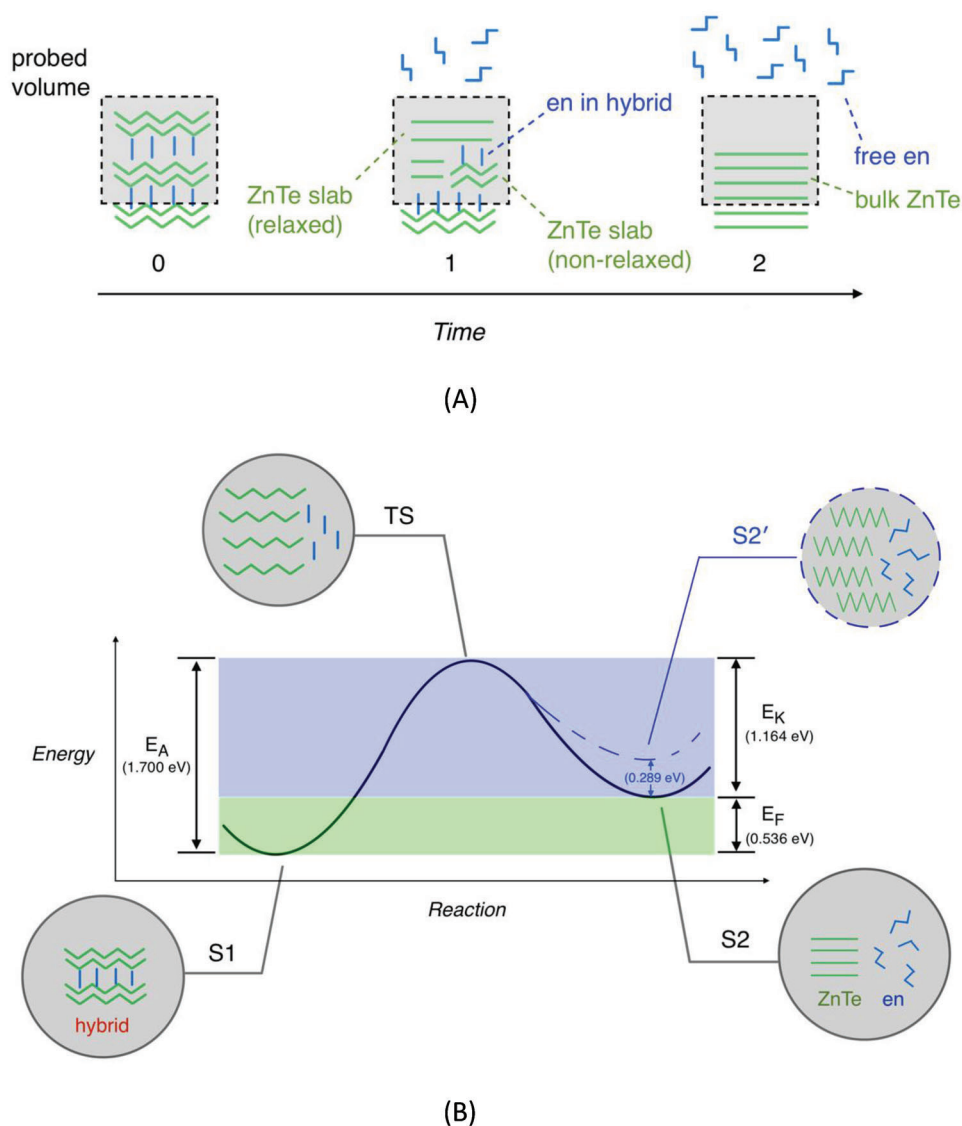 probed
volume
en in hybrid
free en
ZnTe slab
(relaxed)
bulk ZnTe
ZnTe slab
(non-relaxed)
0
1
2
Time
(A)
TS
S2′
Energy
E_A
(1.700 eV)
E_K
(1.164 eV)
(0.289 eV)
E_F
(0.536 eV)
Reaction
S1
S2
hybrid
ZnTe en
(B)